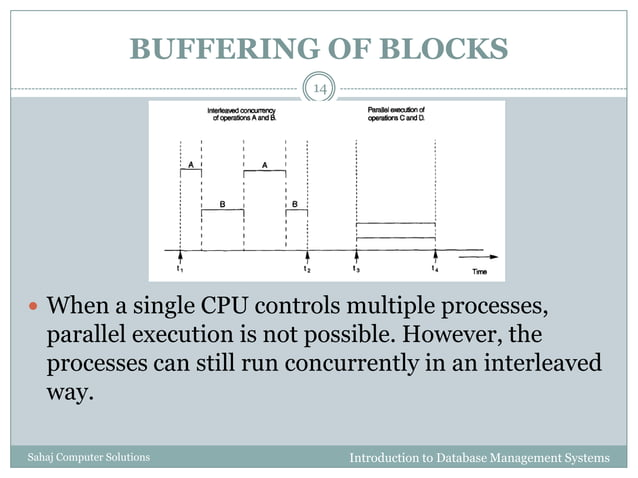 BUFFERING OF BLOCKS
14
Interleaved concurrency
of operations A and B.
Parallel execution of
operations C and D.
A
A
B
B
t1
t2
t3
t4
Time
• When a single CPU controls multiple processes,
parallel execution is not possible. However, the
processes can still run concurrently in an interleaved
way.
Sahaj Computer Solutions
Introduction to Database Management Systems